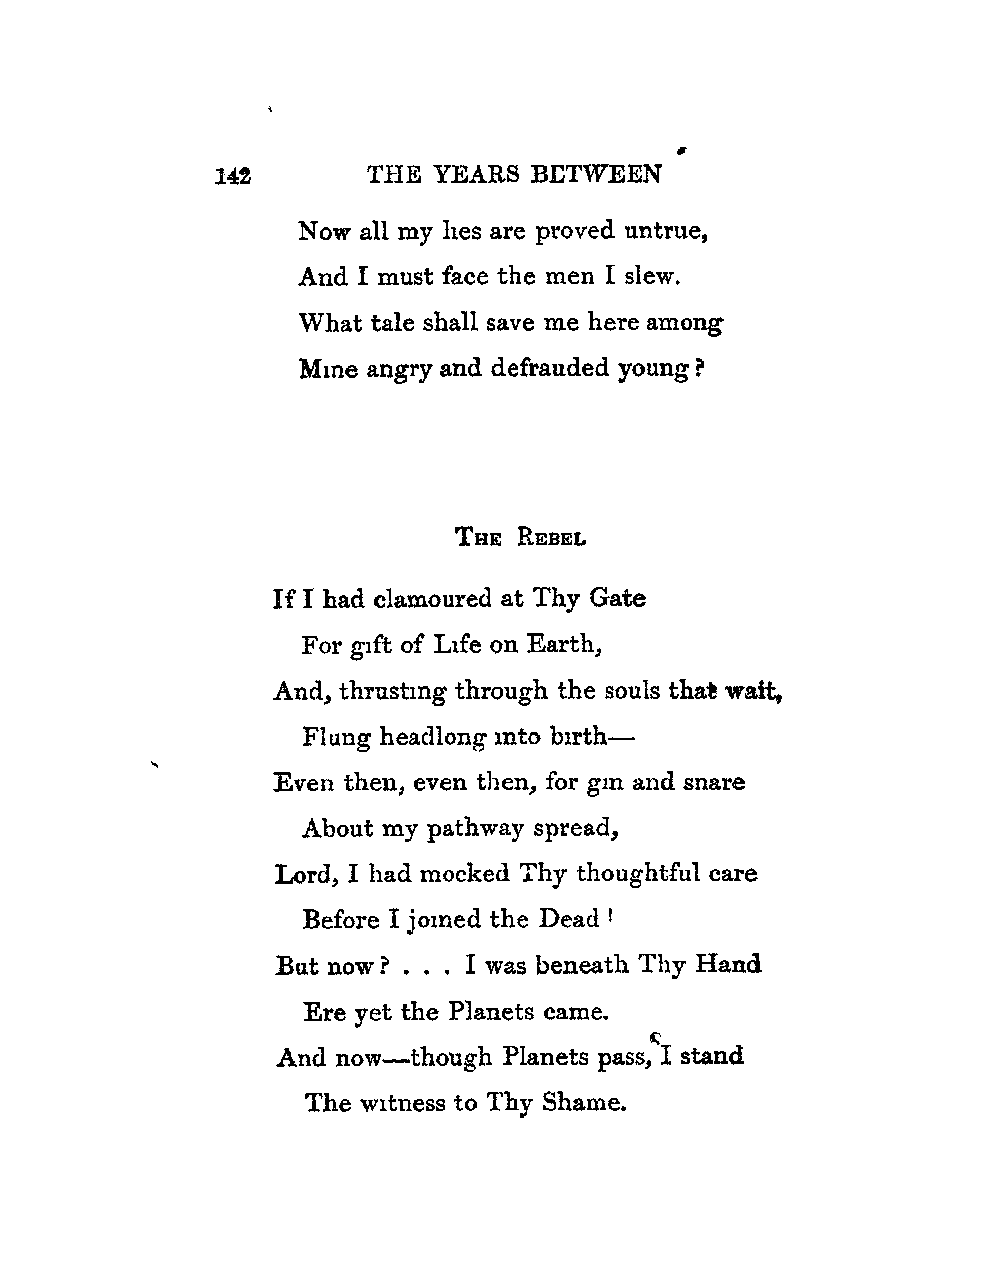 142 THE YEARS BETWEEN
Now all my lies are proved untrue,
And I must face the men I slew.
What tale shall save me here among
Mine angry and defrauded young?
THE REBEL
If I had clamoured at Thy Gate
For gift of Life on Earth,
And, thrusting through the souls that wait,
Flung headlong into birth—
Even then, even then, for gin and snare
About my pathway spread,
Lord, I had mocked Thy thoughtful care
Before I joined the Dead!
But now? . . . I was beneath Thy Hand
Ere yet the Planets came.
And now—though Planets pass, I stand
The witness to Thy Shame.